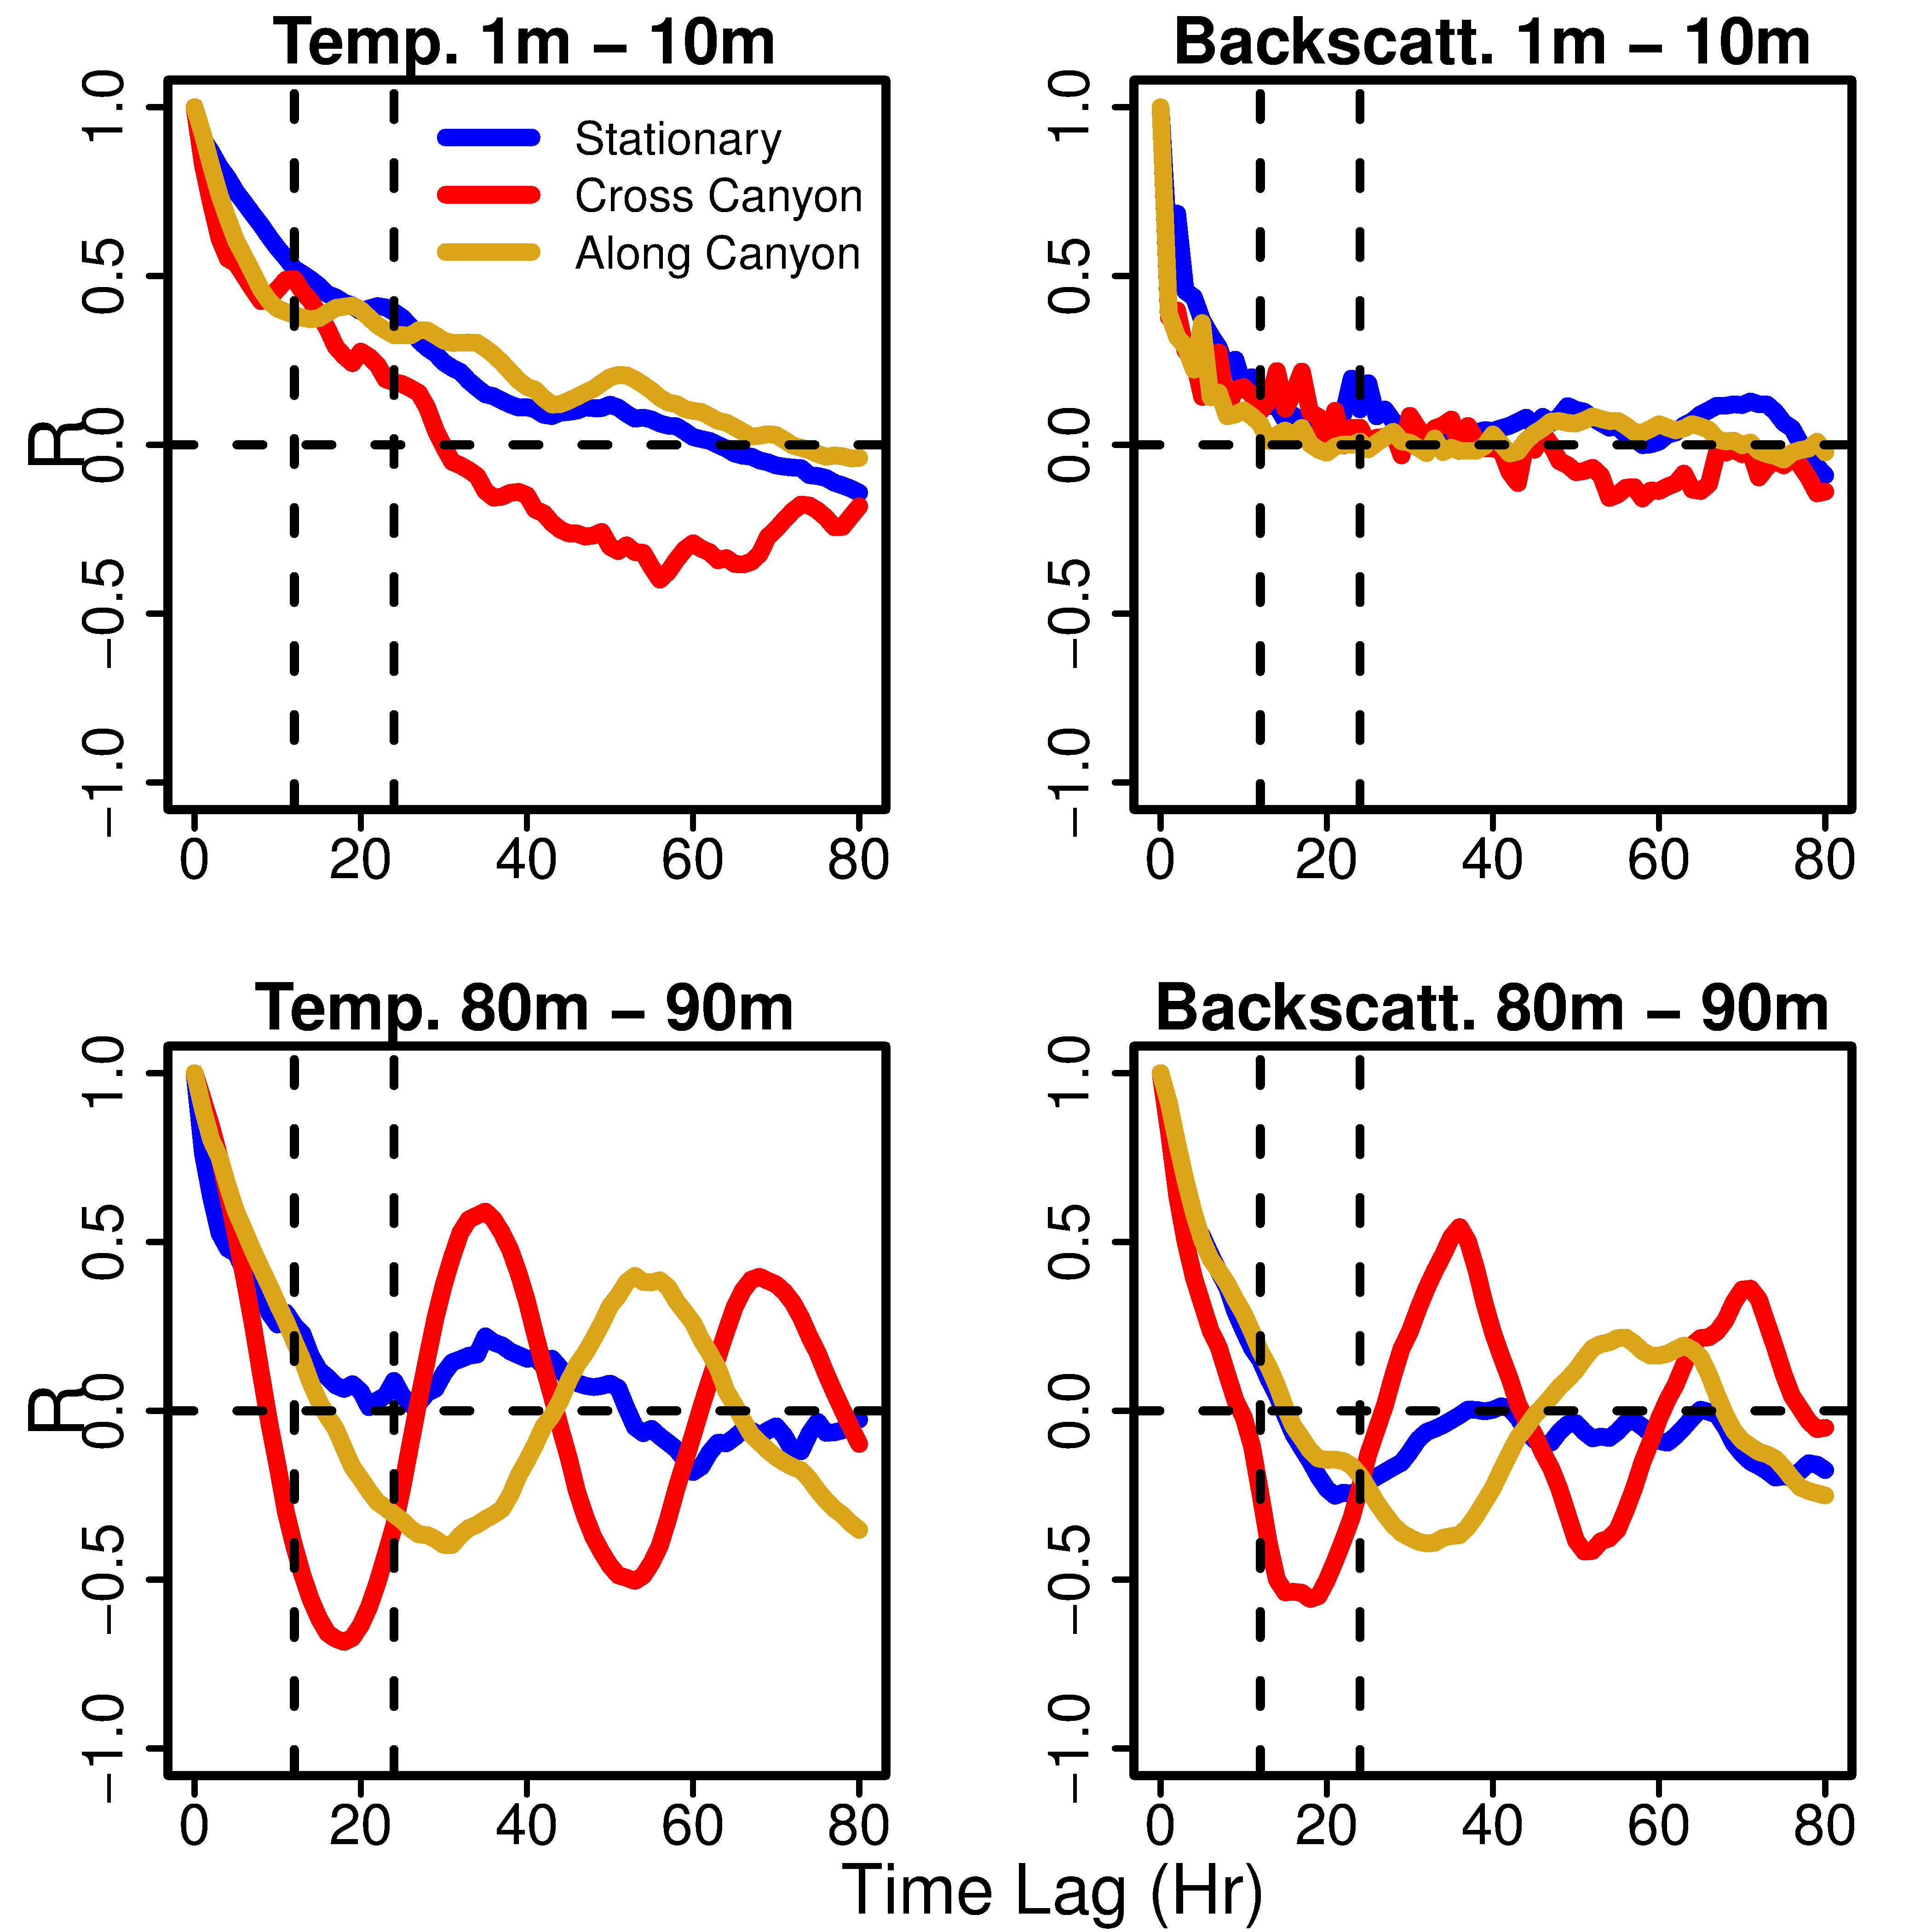 Temp. 1m – 10m
Backscatt. 1m – 10m
R
1.0
0.5
0.0
−0.5
−1.0
Stationary
Cross Canyon
Along Canyon
0 20 40 60 80
1.0
0.5
0.0
−0.5
−1.0
0 20 40 60 80
Temp. 80m – 90m
Backscatt. 80m – 90m
R
1.0
0.5
0.0
−0.5
−1.0
0 20 40 60 80
1.0
0.5
0.0
−0.5
−1.0
0 20 40 60 80
Time Lag (Hr)